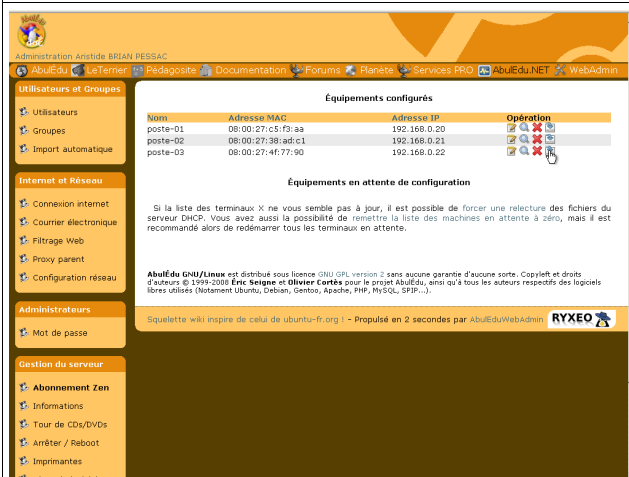 AbulÉdu
Administration Aristide BRIAN PESSAC
AbulÉdu LeTerrier Pédagosite Documentation Forums Planète Services PRO AbulEdu.NET WebAdmin
Utilisateurs et Groupes
Utilisateurs
Groupes
Import automatique
Internet et Réseau
Connexion internet
Courrier électronique
Filtrage Web
Proxy parent
Configuration réseau
Administrateurs
Mot de passe
Gestion du serveur
Abonnement Zen
Informations
Tour de CDs/DVDs
Arrêter / Reboot
Imprimantes
Équipements configurés
Nom Adresse MAC Adresse IP Opération
poste-01 08:00:27:c5:f3:aa 192.168.0.20
poste-02 08:00:27:38:ad:c1 192.168.0.21
poste-03 08:00:27:4f:77:90 192.168.0.22
Équipements en attente de configuration
Si la liste des terminaux X ne vous semble pas à jour, il est possible de forcer une relecture des fichiers du
serveur DHCP. Vous avez aussi la possibilité de remettre la liste des machines en attente à zéro, mais il est
recommandé alors de redémarrer tous les terminaux en attente.
AbulÉdu GNU/Linux est distribué sous licence GNU GPL version 2 sans aucune garantie d'aucune sorte. Copyleft et droits
d'auteurs © 1999-2008 Éric Seigne et Olivier Cortès pour le projet AbulÉdu, ainsi qu'à tous les auteurs respectifs des logiciels
libres utilisés (Notament Ubuntu, Debian, Gentoo, Apache, PHP, MySQL, SPIP...).
Squelette wiki inspire de celui de ubuntu-fr.org ! - Propulsé en 2 secondes par AbulEduWebAdmin RYXEO